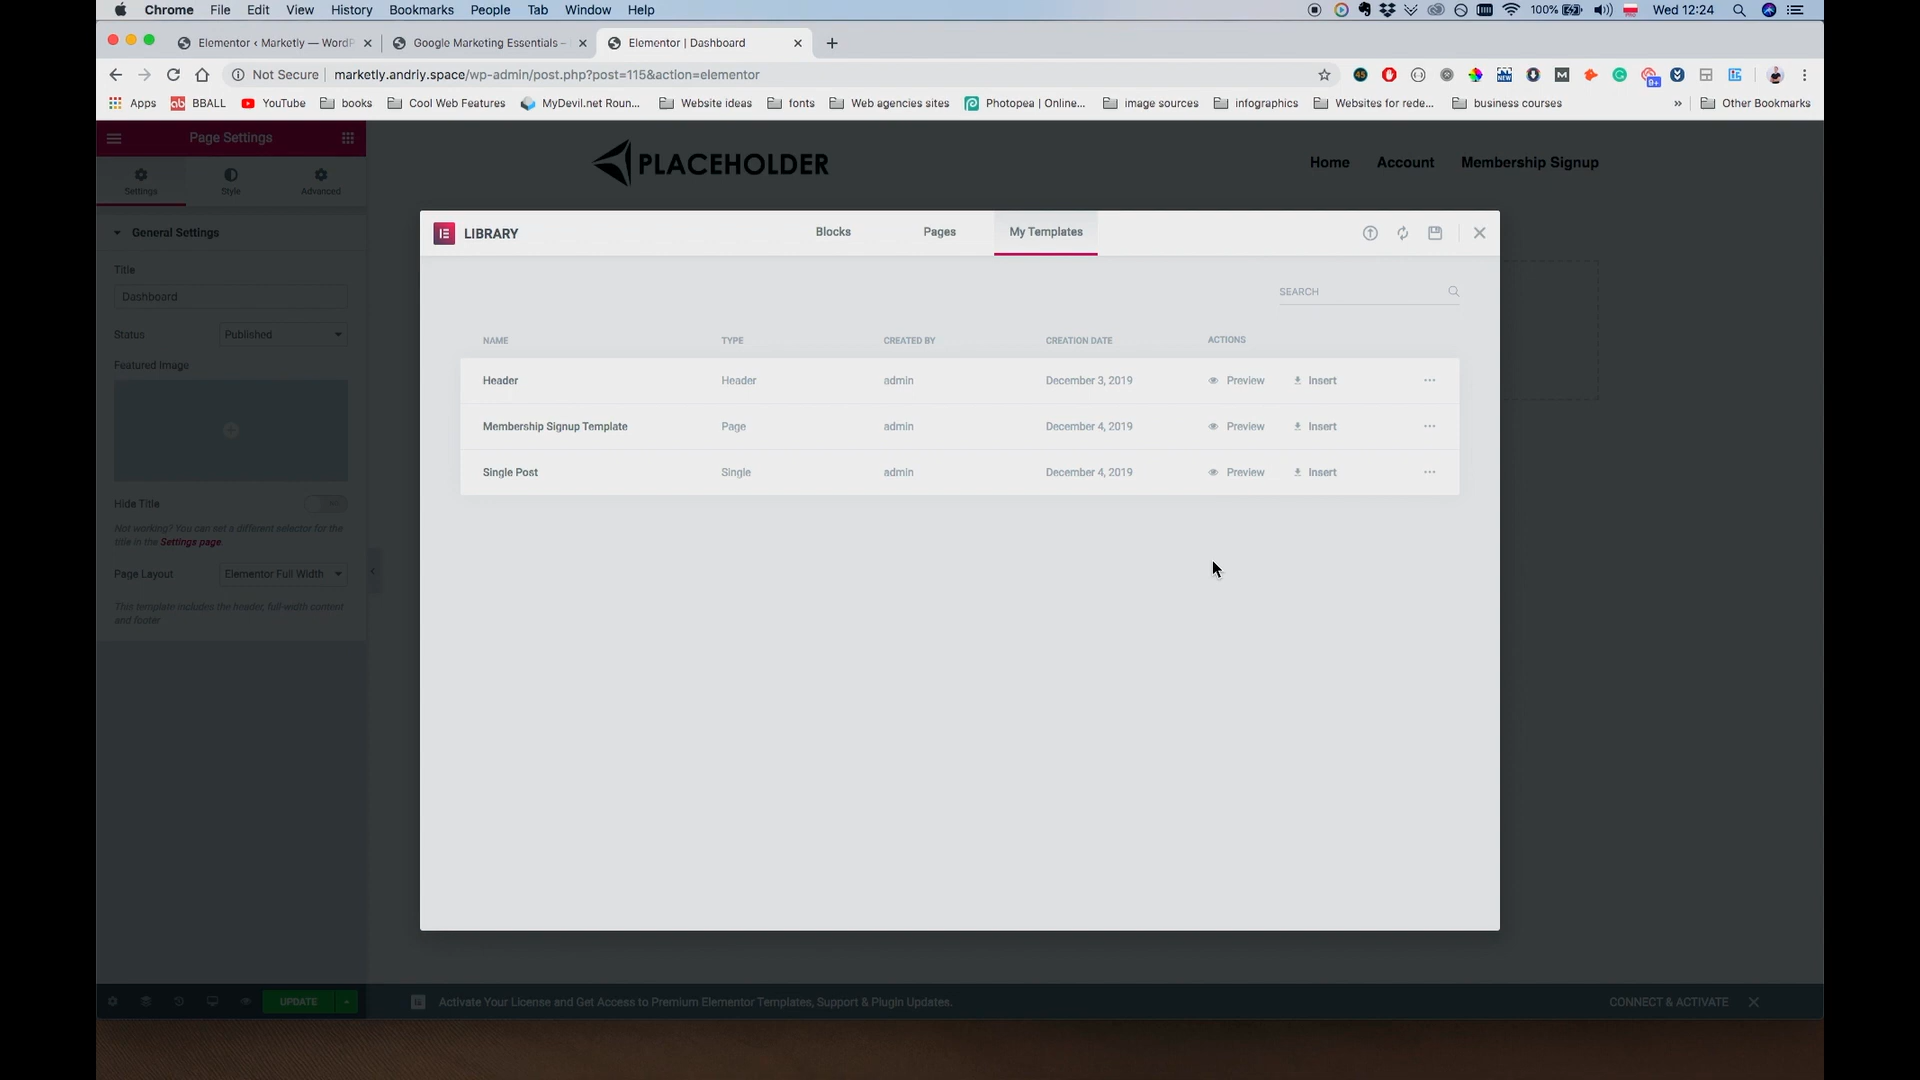 Chrome File Edit View History Bookmarks People Tab Window Help 100% Wed 12:24
Elementor ‹ Marketly — WordP Google Marketing Essentials – Elementor | Dashboard
Not Secure marketly.andrly.space/wp-admin/post.php?post=115&action=elementor
Apps BBALL YouTube books Cool Web Features MyDevil.net Roun... Website ideas fonts Web agencies sites Photopea | Online... image sources infographics Websites for rede... business courses » Other Bookmarks
Page Settings
Settings Style Advanced
General Settings
Title
Dashboard
Status Published
Featured Image
Hide Title
Not working? You can set a different selector for the
title in the Settings page.
Page Layout Elementor Full Width
This template includes the header, full-width content
and footer
UPDATE
PLACEHOLDER
Home Account Membership Signup
LIBRARY Blocks Pages My Templates
SEARCH
NAME TYPE CREATED BY CREATION DATE ACTIONS
Header Header admin December 3, 2019 Preview Insert
Membership Signup Template Page admin December 4, 2019 Preview Insert
Single Post Single admin December 4, 2019 Preview Insert
Activate Your License and Get Access to Premium Elementor Templates, Support & Plugin Updates. CONNECT & ACTIVATE